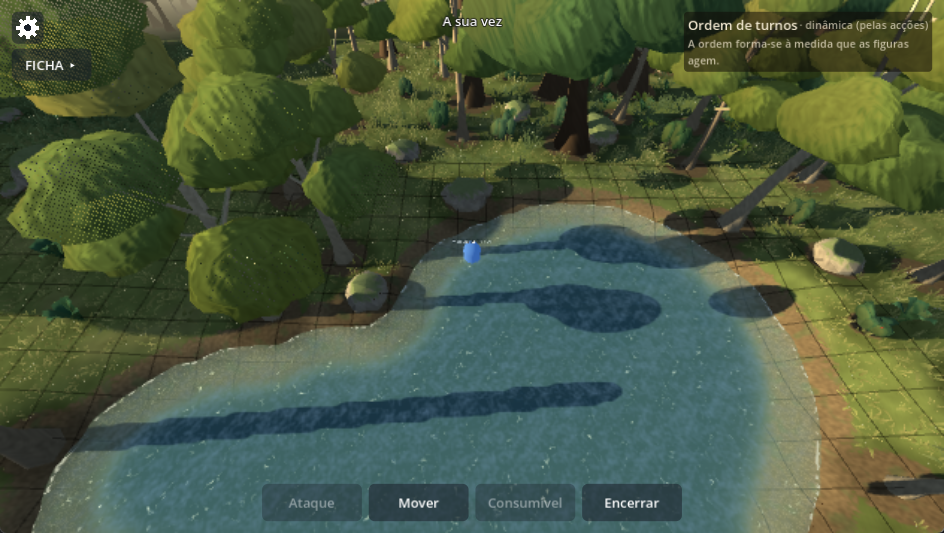 A sua vez
Ordem de turnos · dinâmica (pelas acções)
A ordem forma-se à medida que as figuras
agem.
FICHA ▸
Ataque
Mover
Consumível
Encerrar